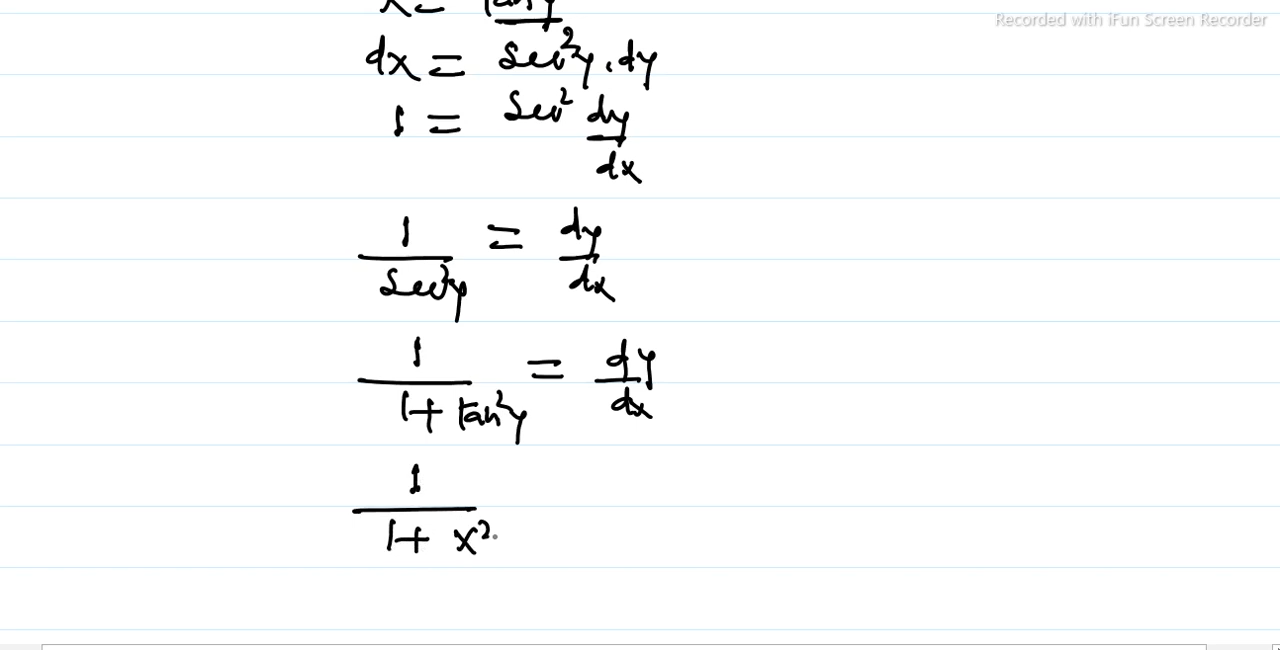 Recorded with iFun Screen Recorder
x = tan y
dx = sec²y . dy
1 = sec² dy/dx
1/sec²y = dy/dx
1/1+ tan²y = dy/dx
1/1+ x²